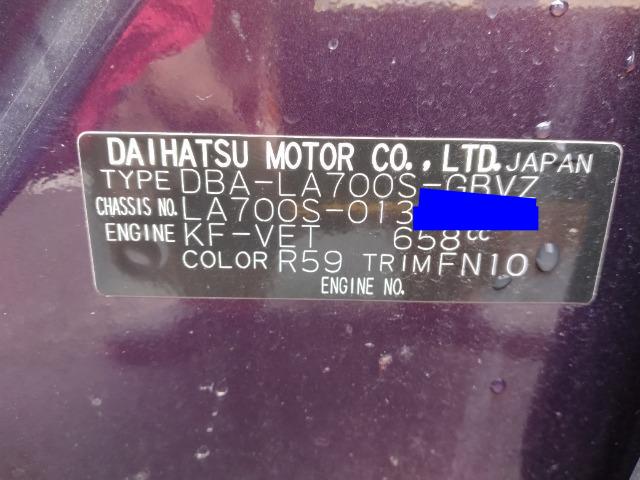 DAIHATSU MOTOR CO., LTD. JAPAN
TYPE DBA-LA700S-GBVZ
CHASSIS NO. LA700S-013
ENGINE KF-VET 658cc
COLOR R59 TRIM FN10
ENGINE NO.